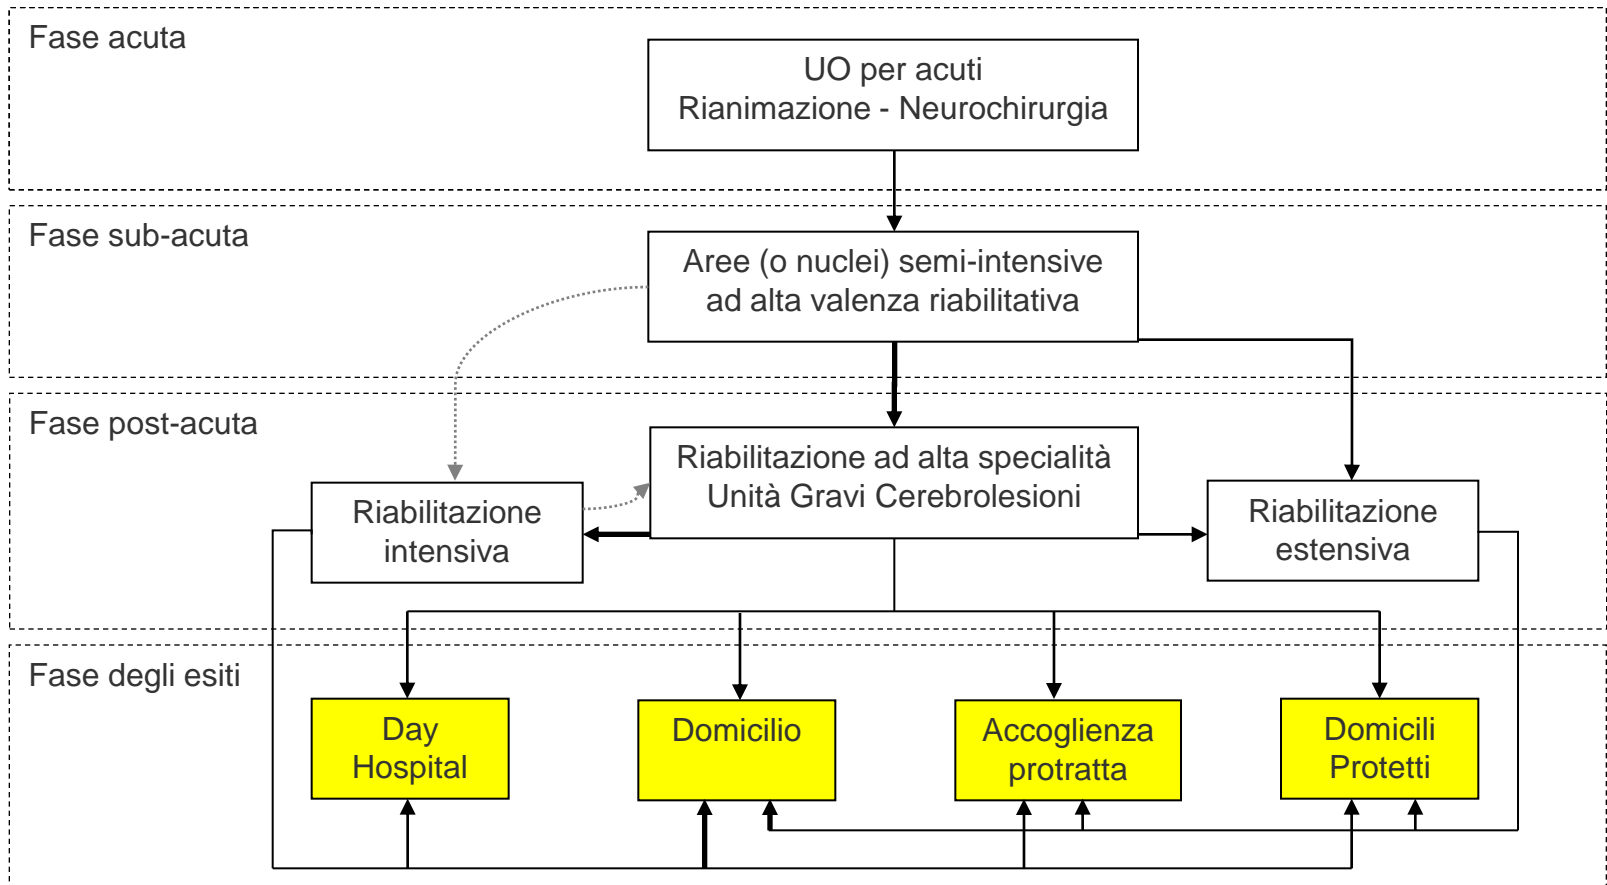 Fase acuta
UO per acuti
Rianimazione - Neurochirurgia
Fase sub-acuta
Aree (o nuclei) semi-intensive
ad alta valenza riabilitativa
Fase post-acuta
Riabilitazione ad alta specialità
Unità Gravi Cerebrolesioni
Riabilitazione
intensiva
Riabilitazione
estensiva
Fase degli esiti
Day
Hospital
Domicilio
Accoglienza
protratta
Domicili
Protetti